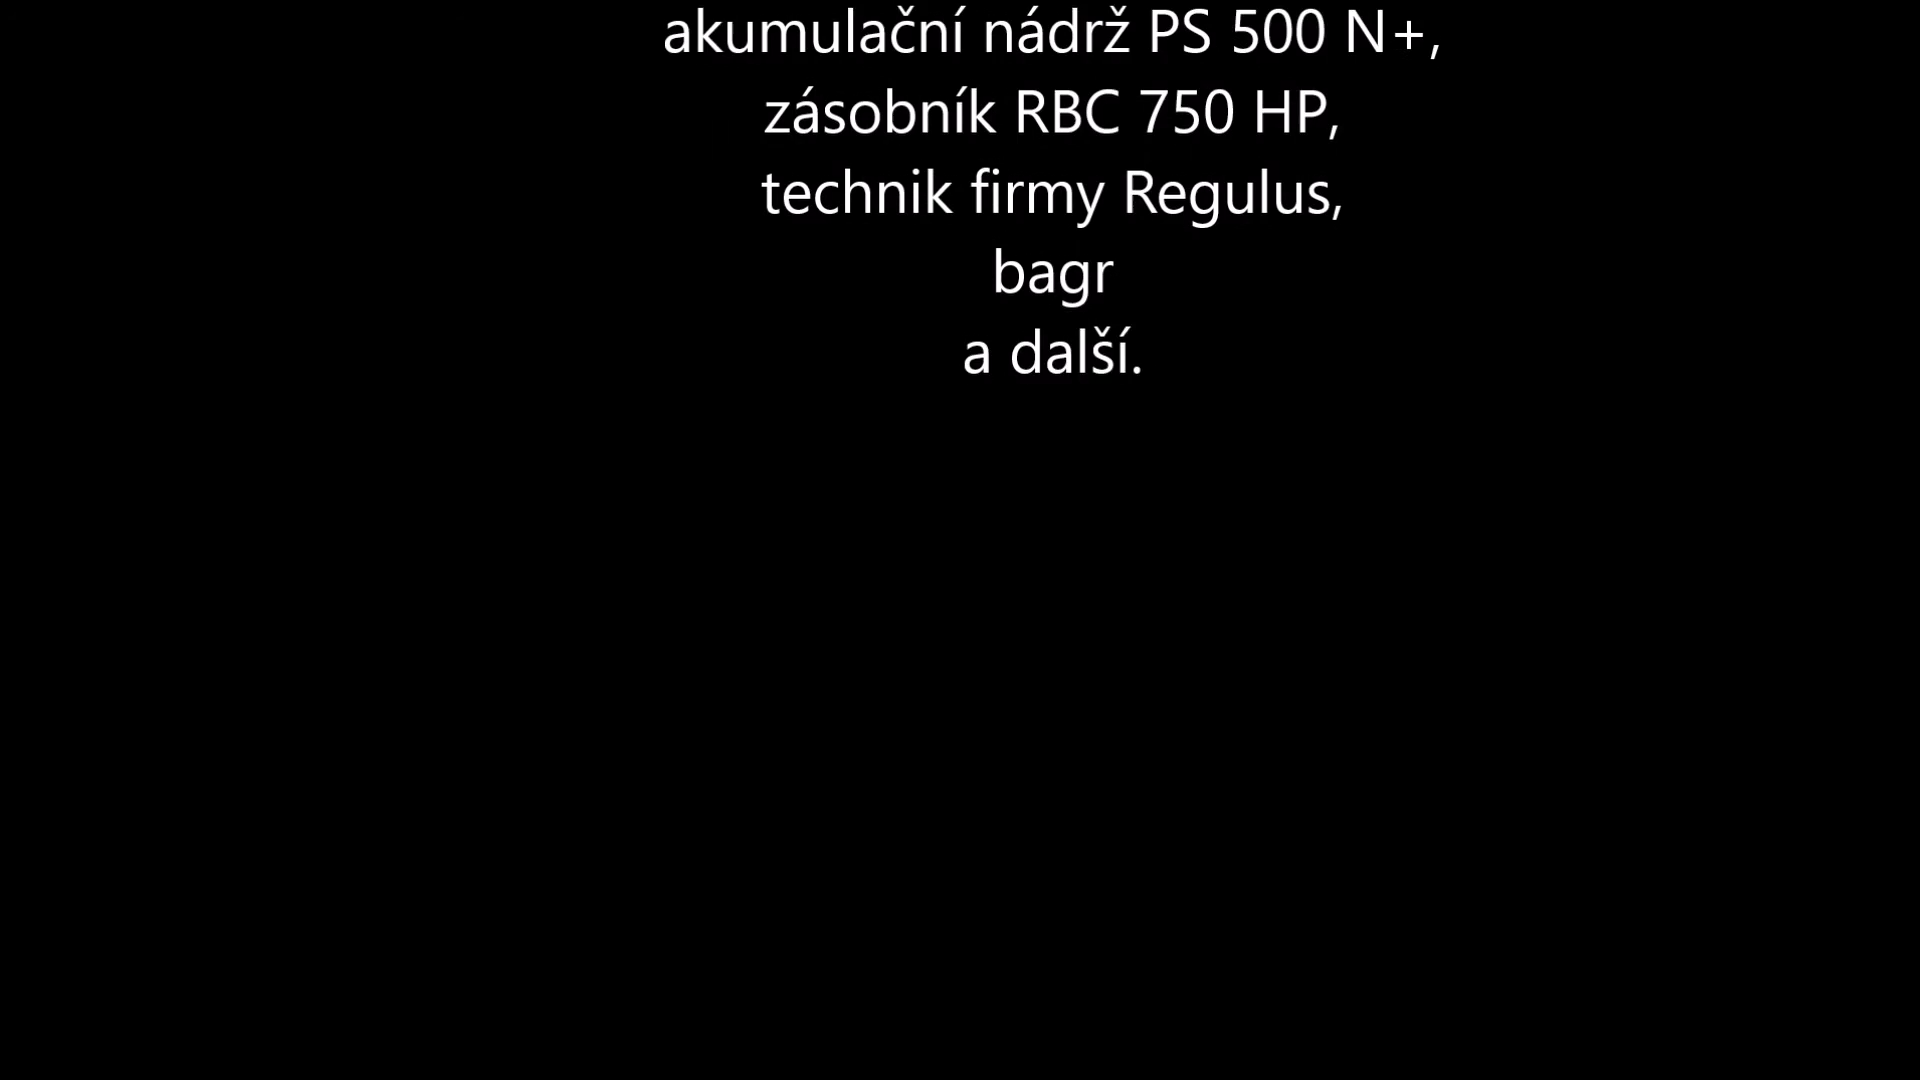 akumulační nádrž PS 500 N+,
zásobník RBC 750 HP,
technik firmy Regulus,
bagr
a další.